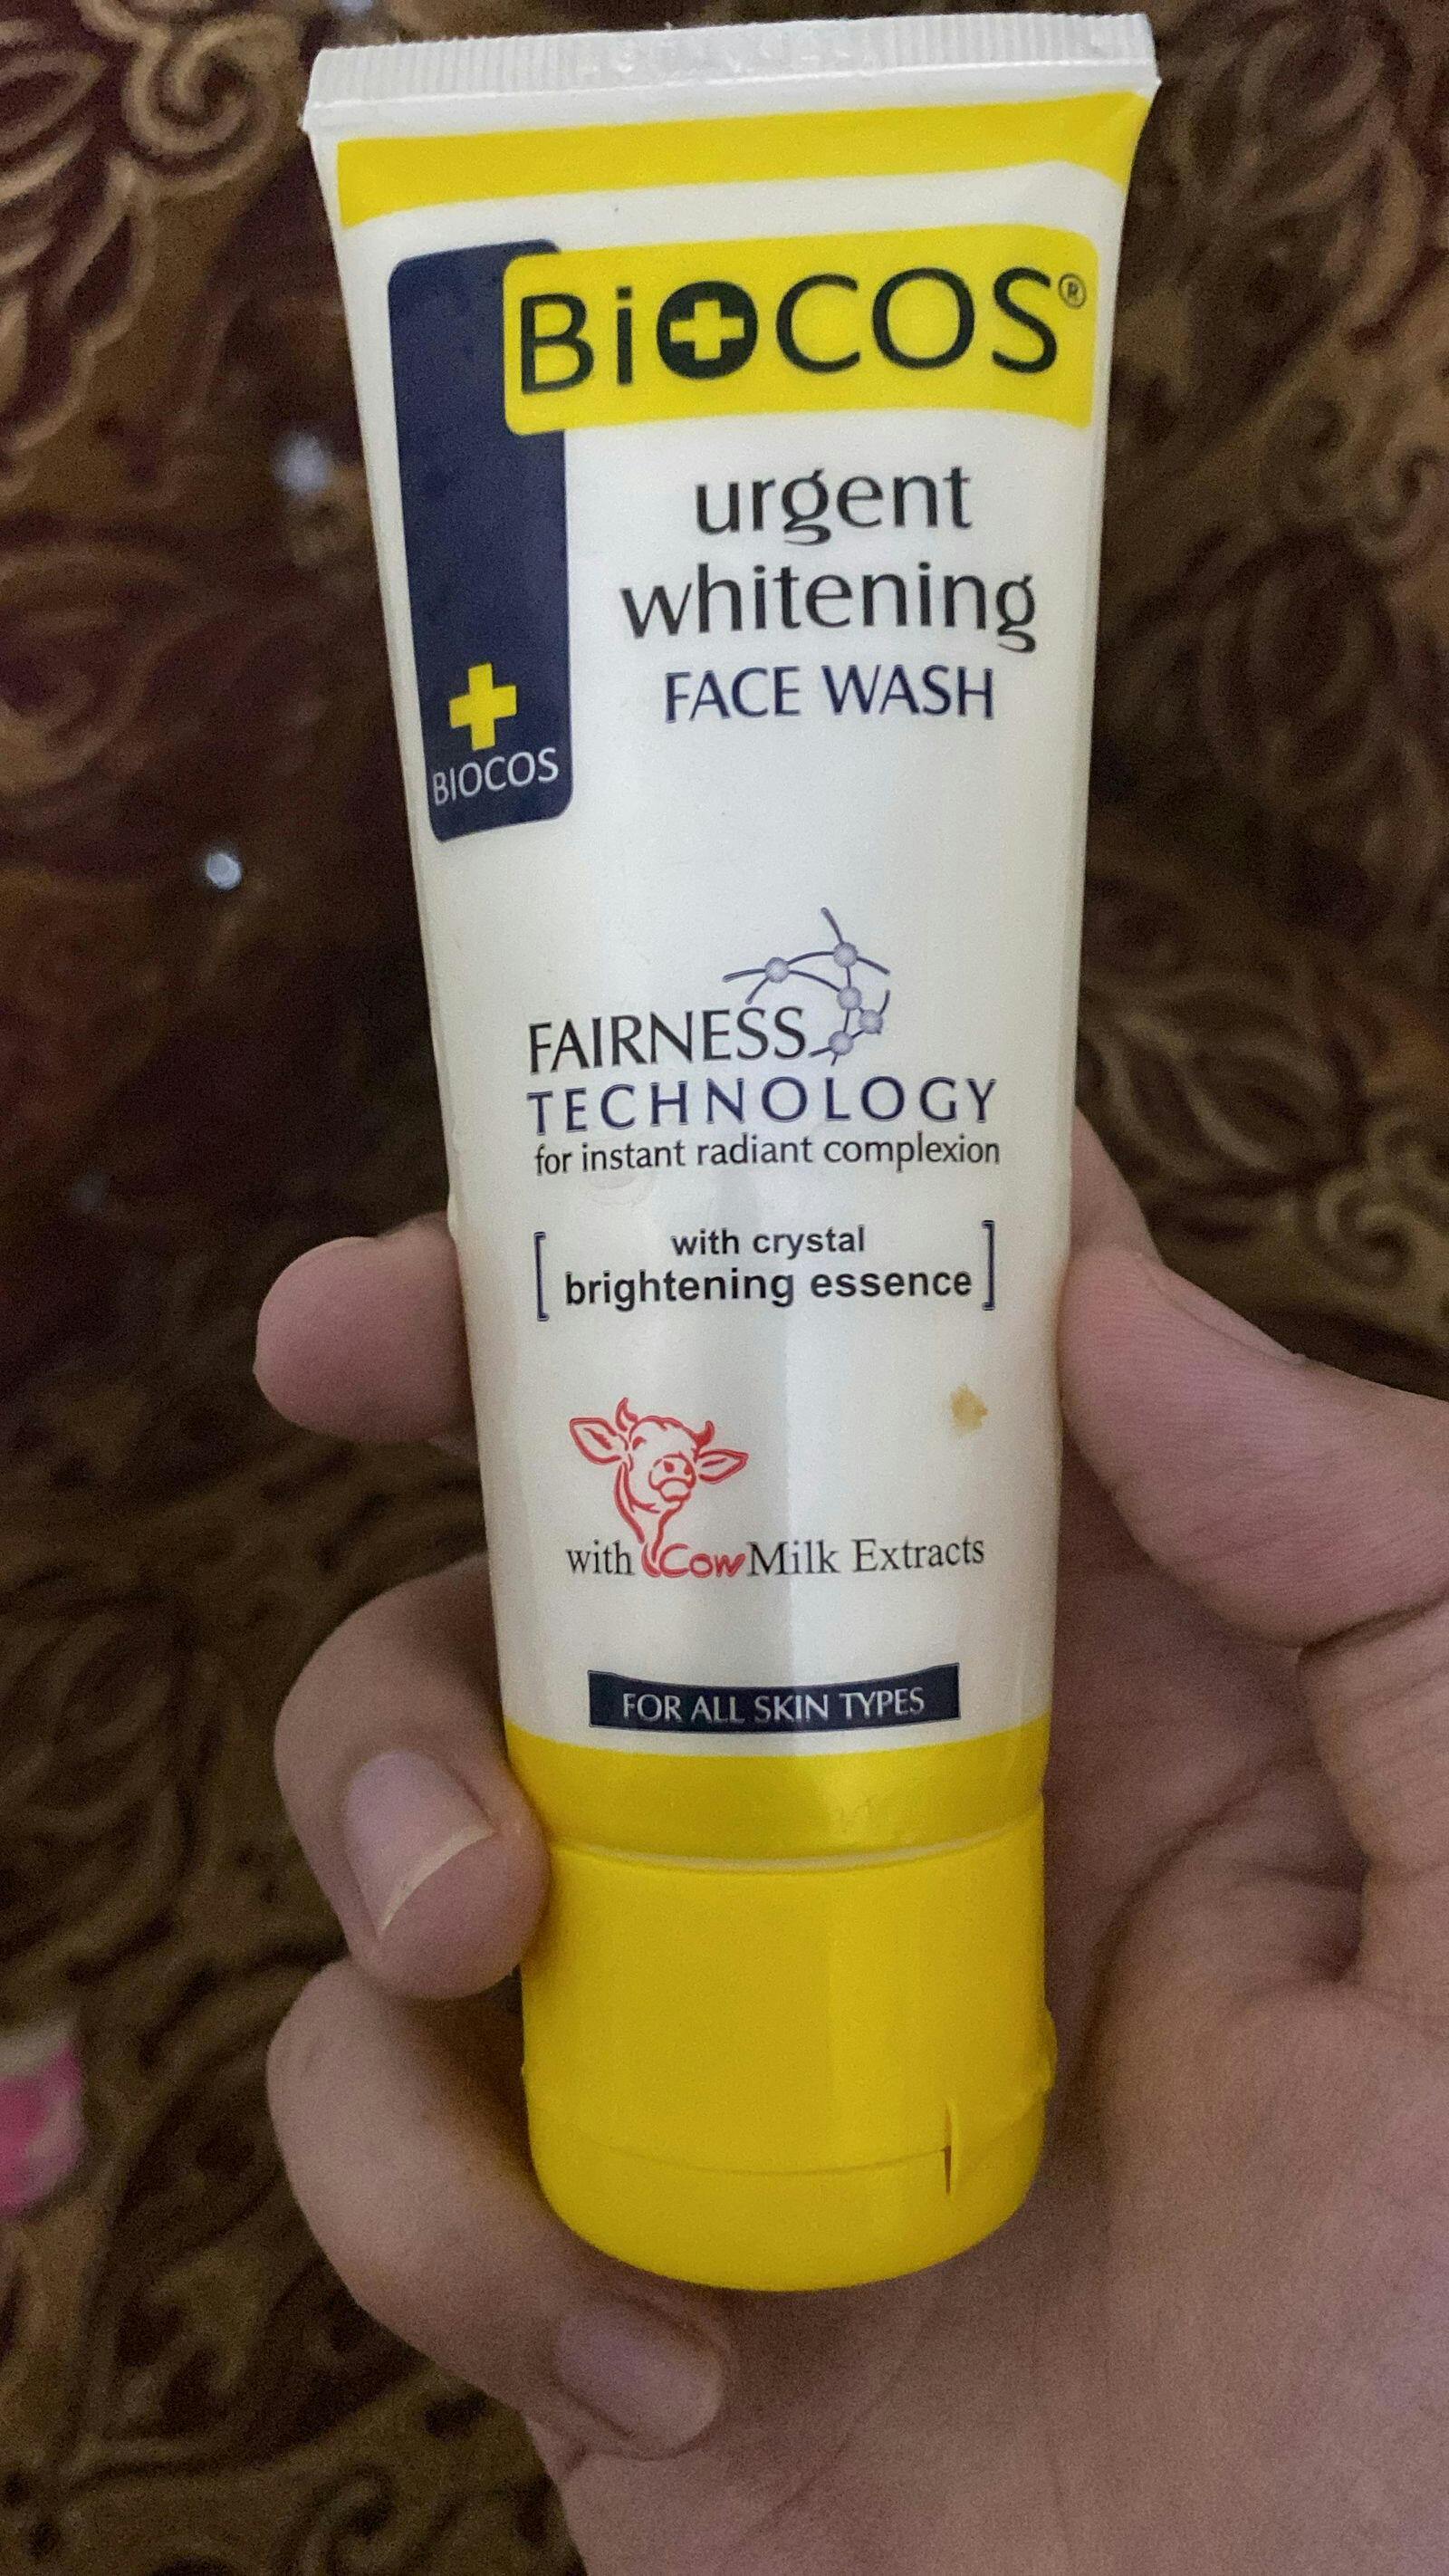 BiOCOS®
urgent
whitening
FACE WASH
BIOCOS
FAIRNESS
TECHNOLOGY
for instant radiant complexion
with crystal
brightening essence
with Cow Milk Extracts
FOR ALL SKIN TYPES